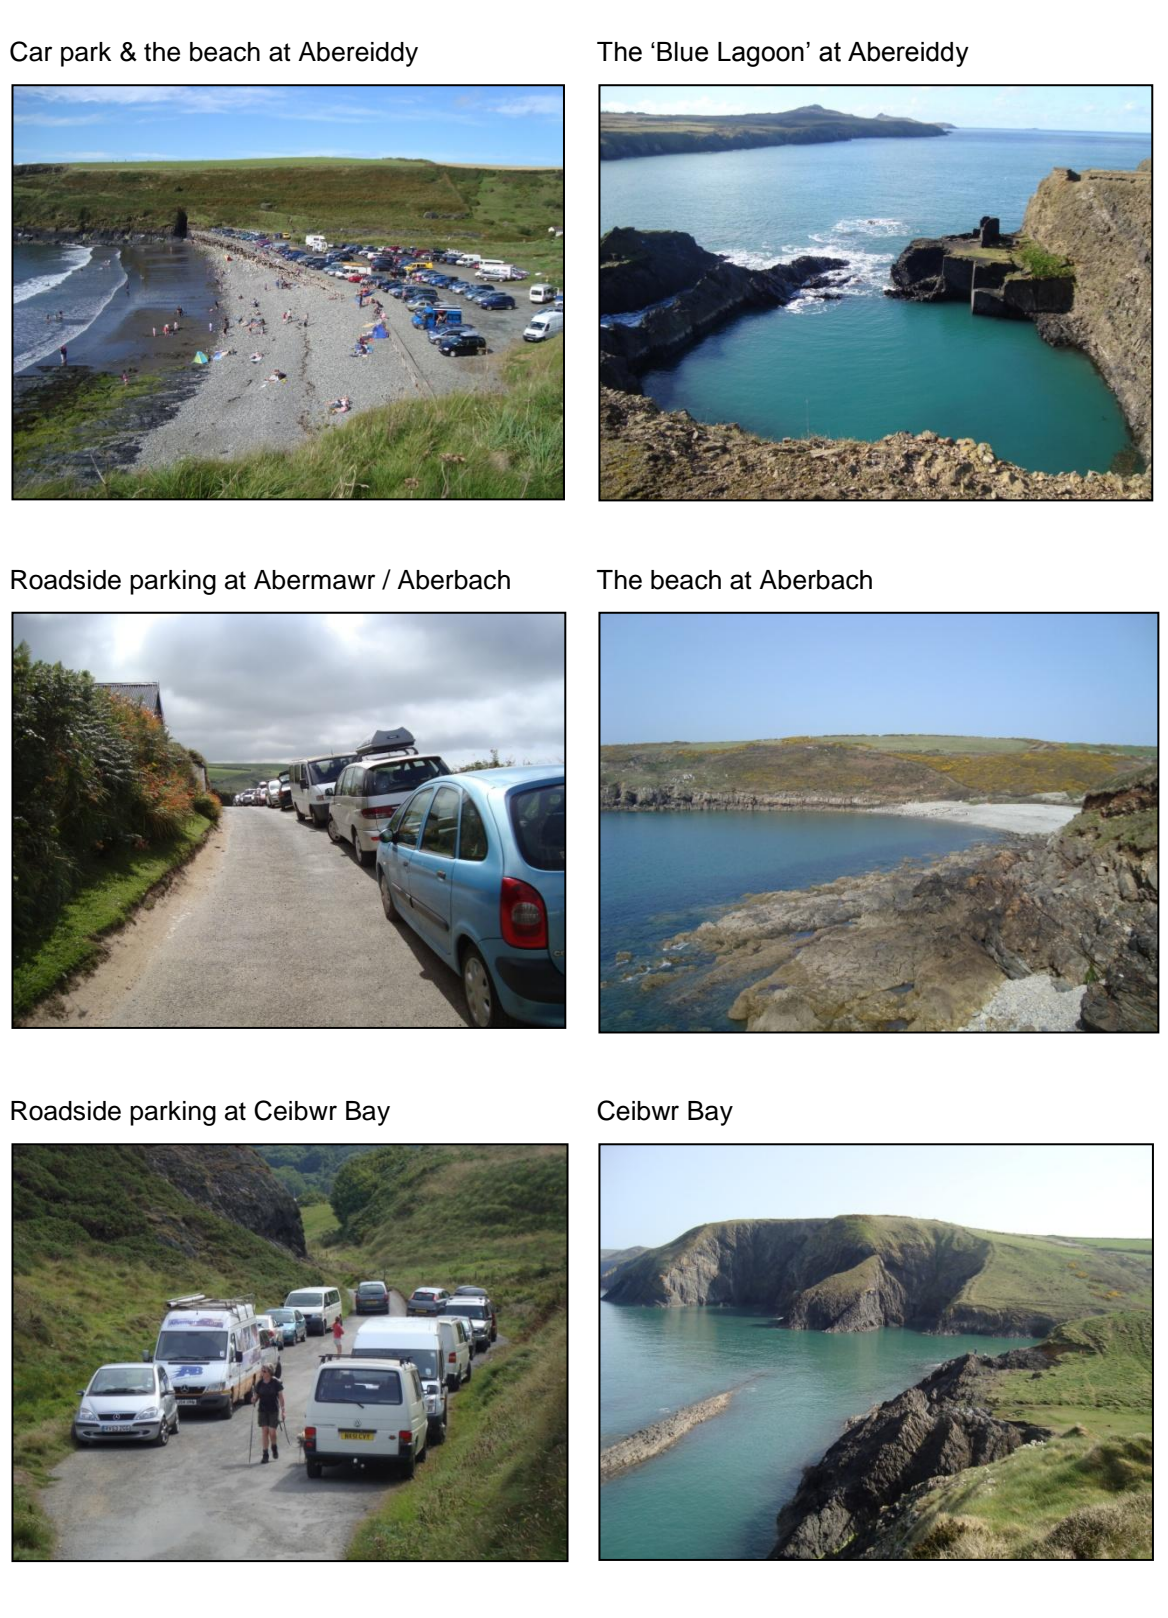 Car park & the beach at Abereiddy
The ‘Blue Lagoon’ at Abereiddy
Roadside parking at Abermawr / Aberbach
The beach at Aberbach
Roadside parking at Ceibwr Bay
Ceibwr Bay